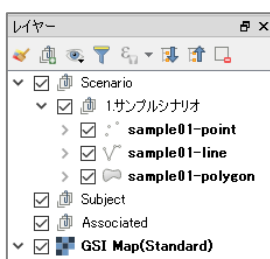 レイヤー
Scenario
1.サンプルシナリオ
sample01-point
sample01-line
sample01-polygon
Subject
Associated
GSI Map(Standard)